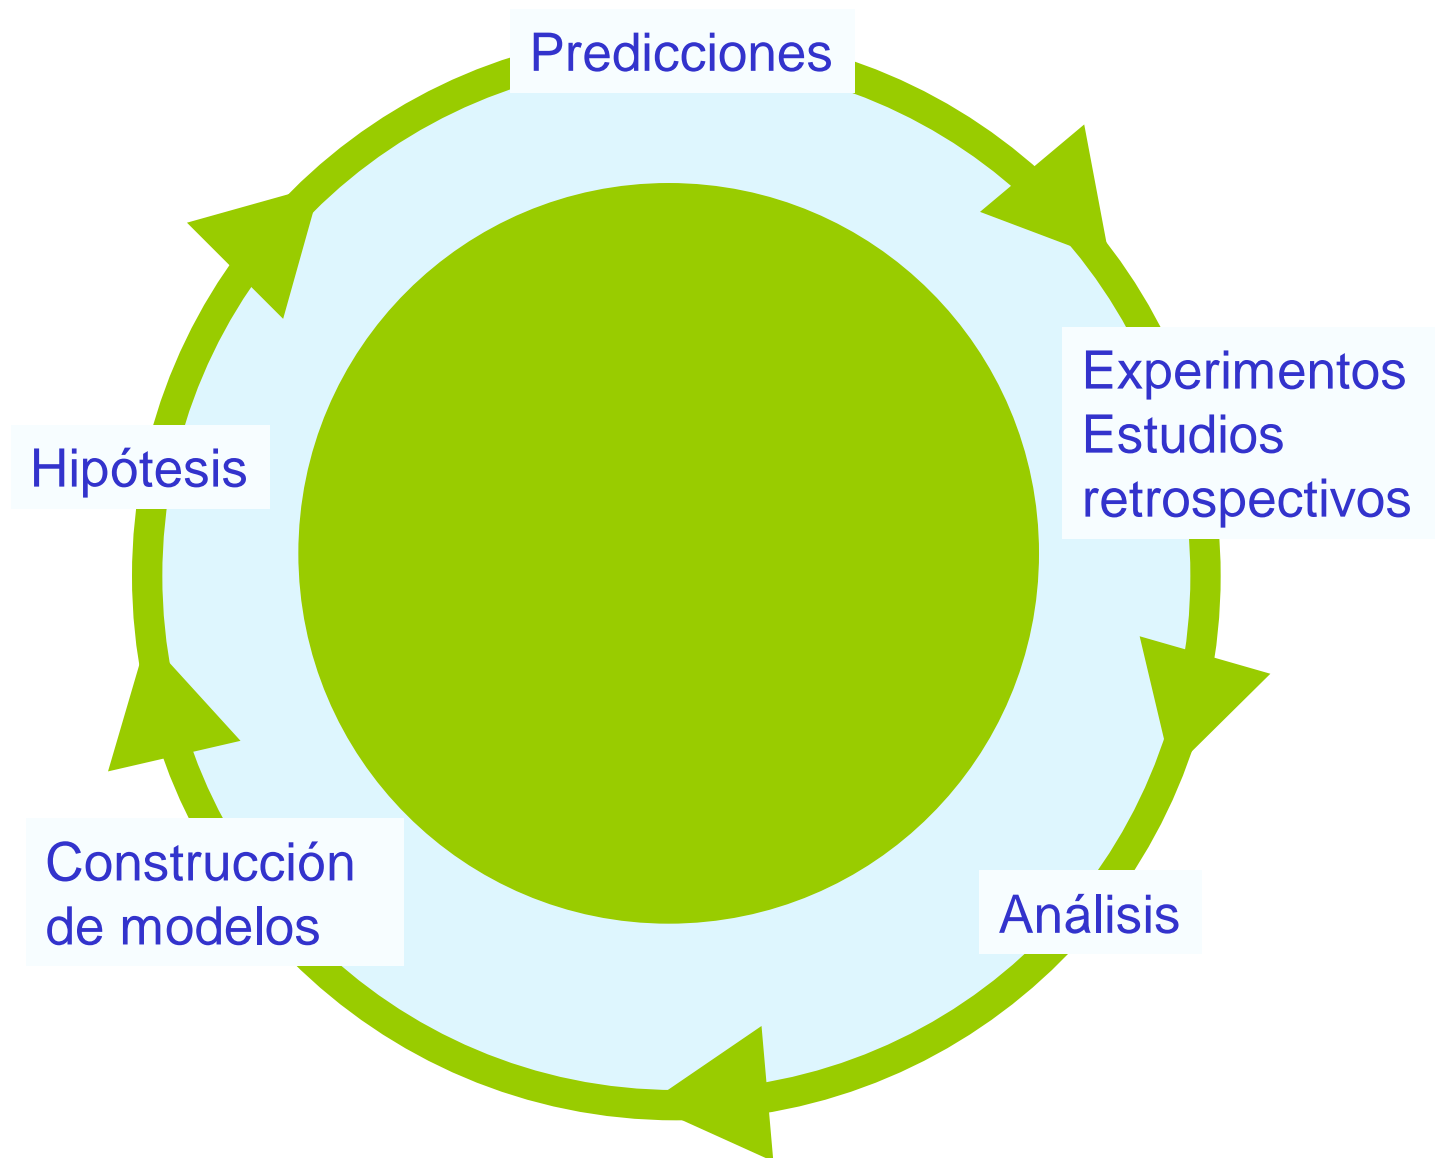 Predicciones
Experimentos
Estudios
retrospectivos
Análisis
Construcción
de modelos
Hipótesis